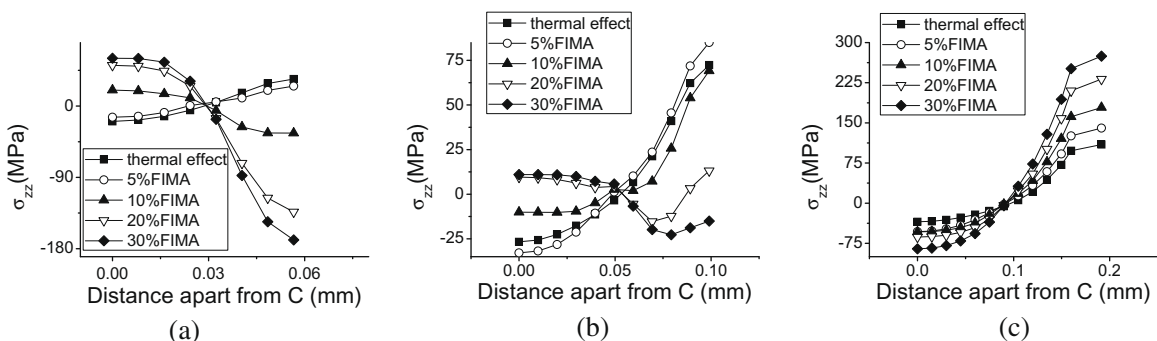 σzz(MPa)
0
-90
-180
thermal effect
5%FIMA
10%FIMA
20%FIMA
30%FIMA
0.00 0.03 0.06
Distance apart from C (mm)
(a)
σzz(MPa)
75
50
25
0
-25
thermal effect
5%FIMA
10%FIMA
20%FIMA
30%FIMA
0.00 0.05 0.10
Distance apart from C (mm)
(b)
σzz(MPa)
300
225
150
75
0
-75
thermal effect
5%FIMA
10%FIMA
20%FIMA
30%FIMA
0.0 0.1 0.2
Distance apart from C (mm)
(c)